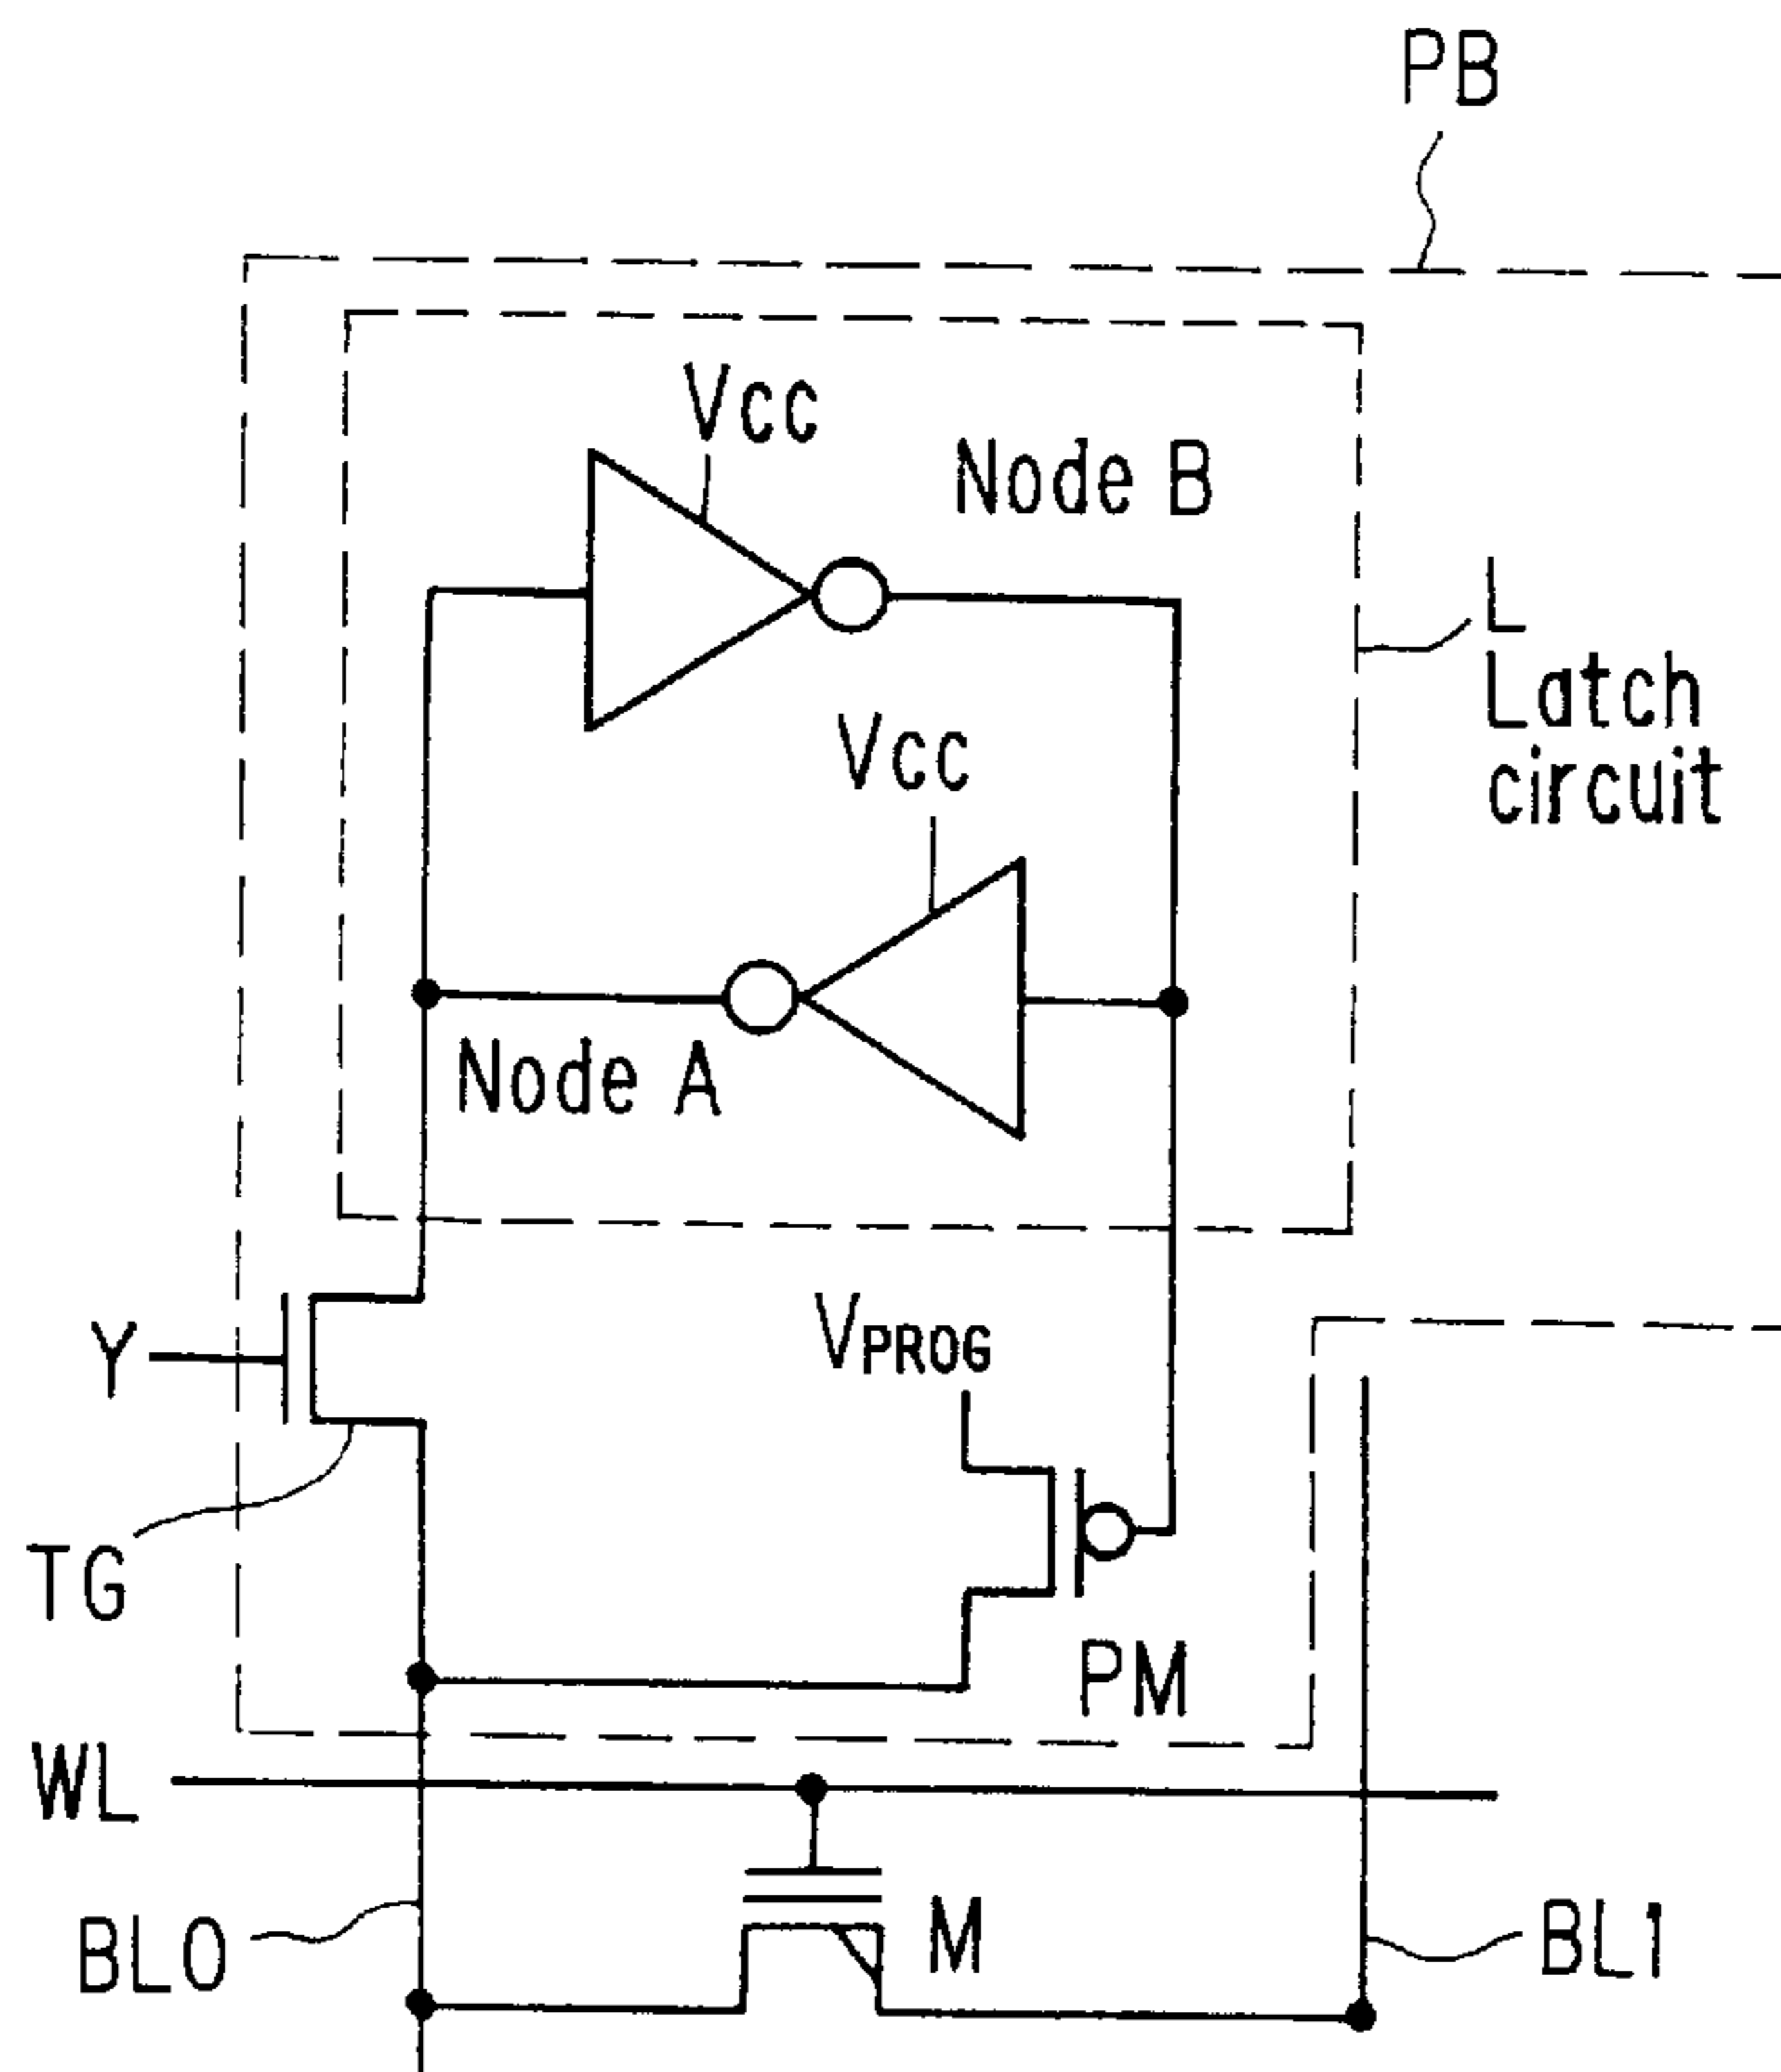 PB
Vcc
Node B
L
Latch
circuit
Vcc
Node A
Y
VPROG
TG
PM
WL
M
BL0
BL1